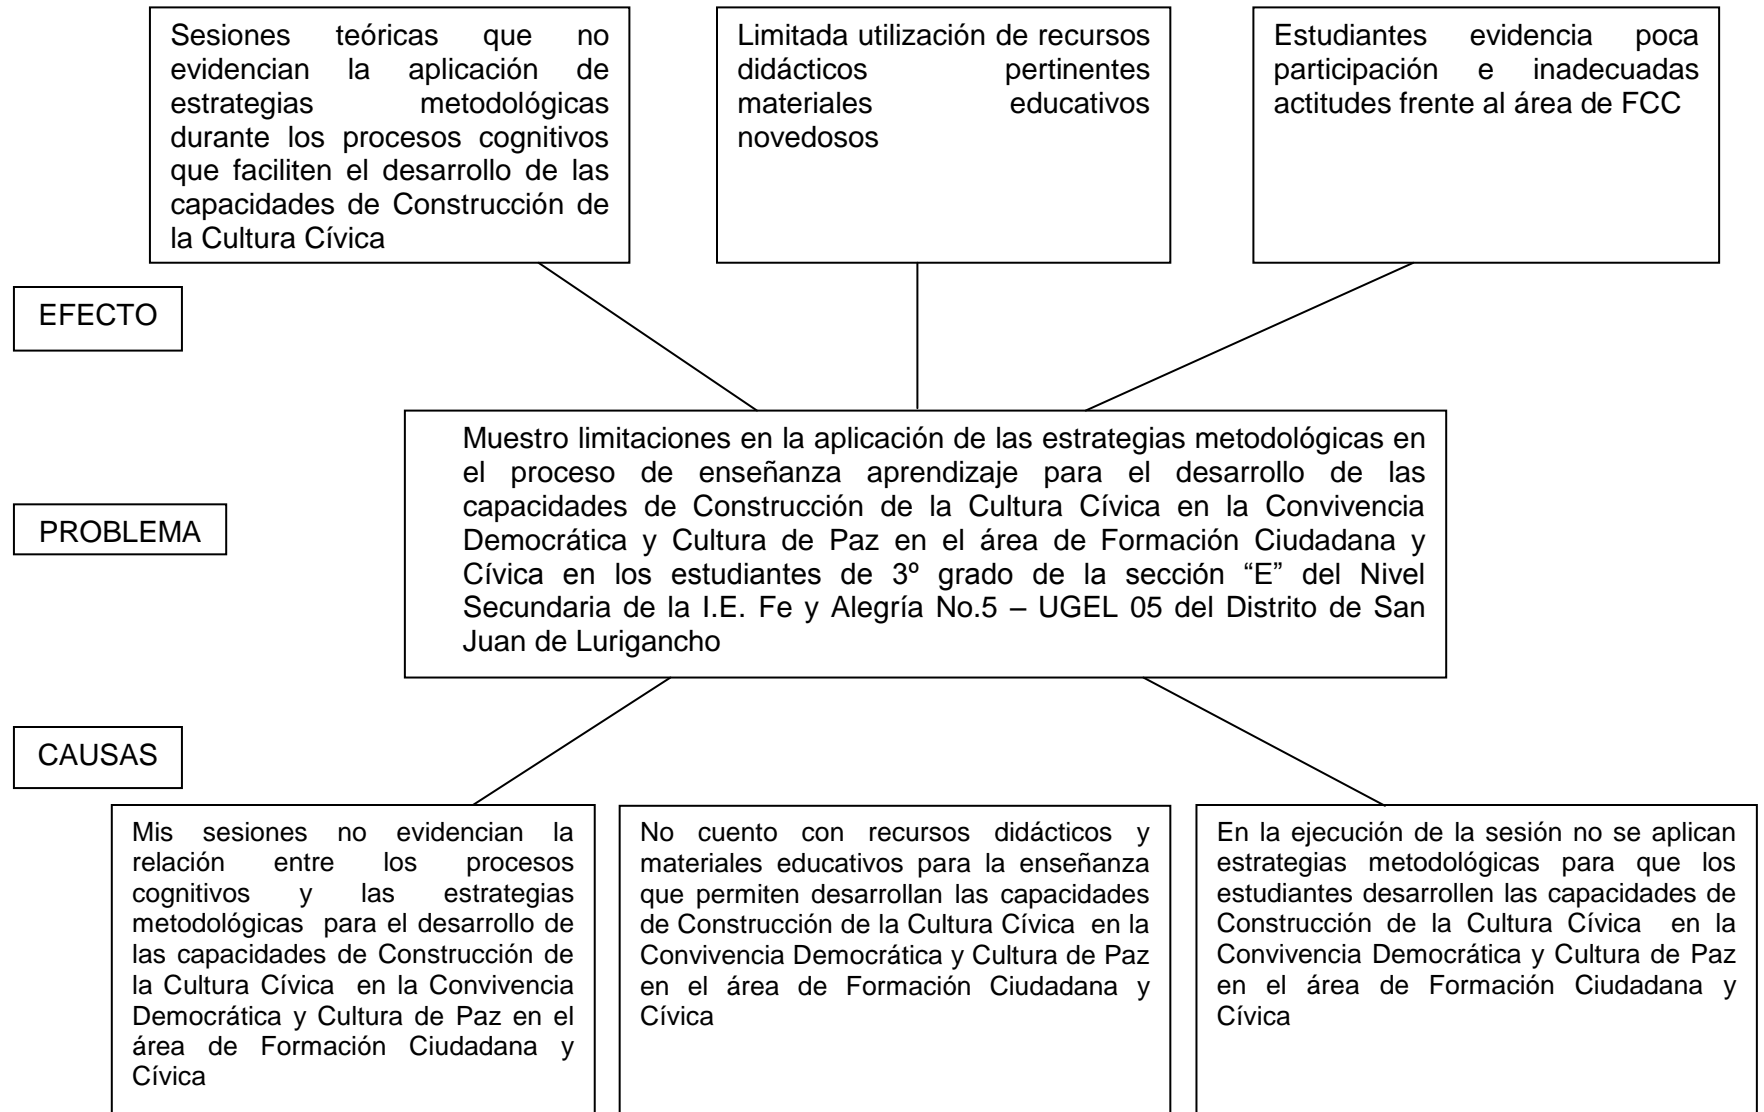 Sesiones teóricas que no
evidencian la aplicación de
estrategias metodológicas
durante los procesos cognitivos
que faciliten el desarrollo de las
capacidades de Construcción de
la Cultura Cívica
Limitada utilización de recursos
didácticos pertinentes
materiales educativos
novedosos
Estudiantes evidencia poca
participación e inadecuadas
actitudes frente al área de FCC
EFECTO
Muestro limitaciones en la aplicación de las estrategias metodológicas en
el proceso de enseñanza aprendizaje para el desarrollo de las
capacidades de Construcción de la Cultura Cívica en la Convivencia
Democrática y Cultura de Paz en el área de Formación Ciudadana y
Cívica en los estudiantes de 3º grado de la sección “E” del Nivel
Secundaria de la I.E. Fe y Alegría No.5 – UGEL 05 del Distrito de San
Juan de Lurigancho
PROBLEMA
CAUSAS
Mis sesiones no evidencian la
relación entre los procesos
cognitivos y las estrategias
metodológicas para el desarrollo de
las capacidades de Construcción de
la Cultura Cívica en la Convivencia
Democrática y Cultura de Paz en el
área de Formación Ciudadana y
Cívica
No cuento con recursos didácticos y
materiales educativos para la enseñanza
que permiten desarrollan las capacidades
de Construcción de la Cultura Cívica en la
Convivencia Democrática y Cultura de Paz
en el área de Formación Ciudadana y
Cívica
En la ejecución de la sesión no se aplican
estrategias metodológicas para que los
estudiantes desarrollen las capacidades de
Construcción de la Cultura Cívica en la
Convivencia Democrática y Cultura de Paz
en el área de Formación Ciudadana y
Cívica